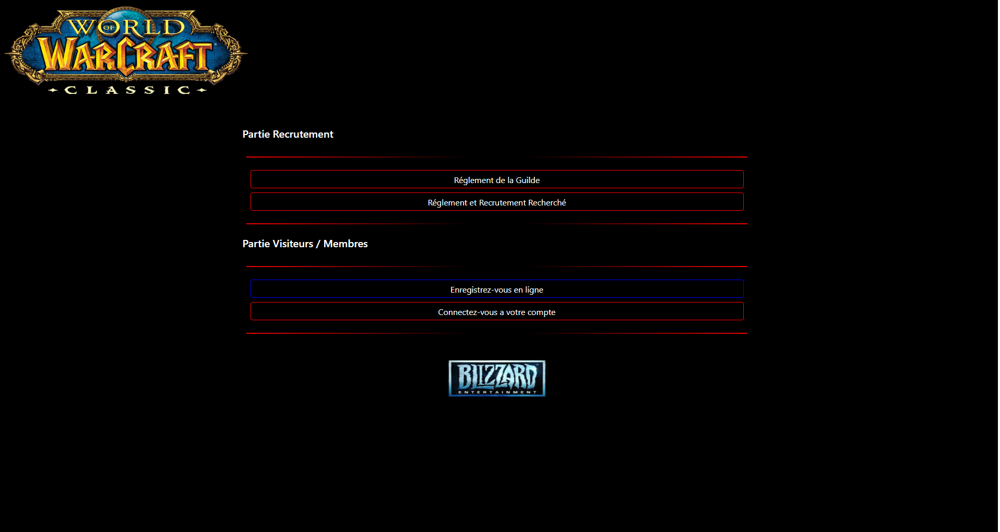 WORLD
OF
WARCRAFT
CLASSIC
Partie Recrutement
Réglement de la Guilde
Réglement et Recrutement Recherché
Partie Visiteurs / Membres
Enregistrez-vous en ligne
Connectez-vous a votre compte
BLIZZARD
ENTERTAINMENT